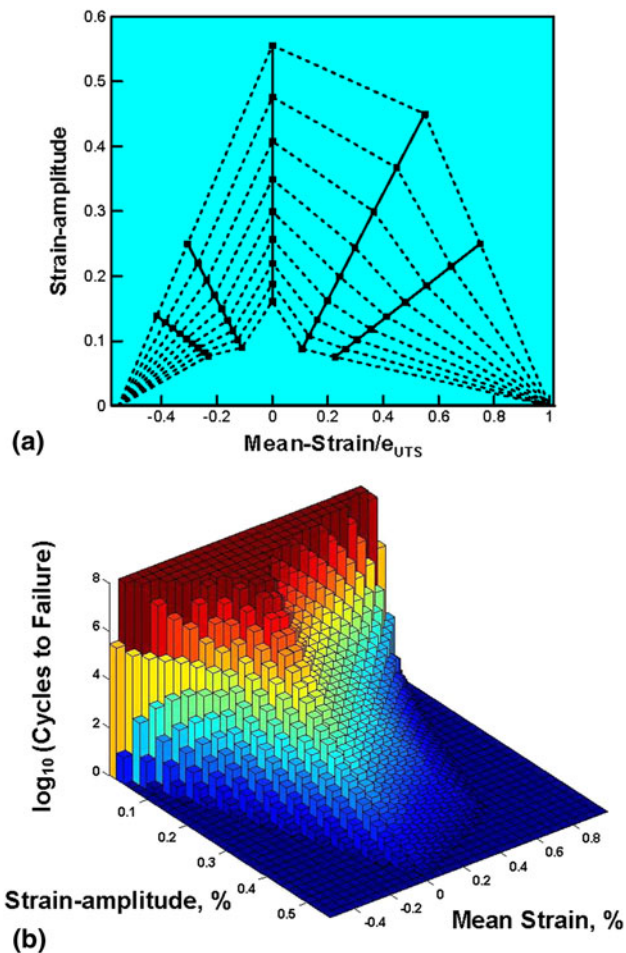 0.6
0.5
0.4
0.3
0.2
0.1
0
Strain-amplitude
-0.4 -0.2 0 0.2 0.4 0.6 0.8 1
Mean-Strain/eUTS
(a)
8
6
4
2
0
log10 (Cycles to Failure)
0.1
0.2
0.3
0.4
0.5
Strain-amplitude, %
-0.4 -0.2 0 0.2 0.4 0.6 0.8
Mean Strain, %
(b)